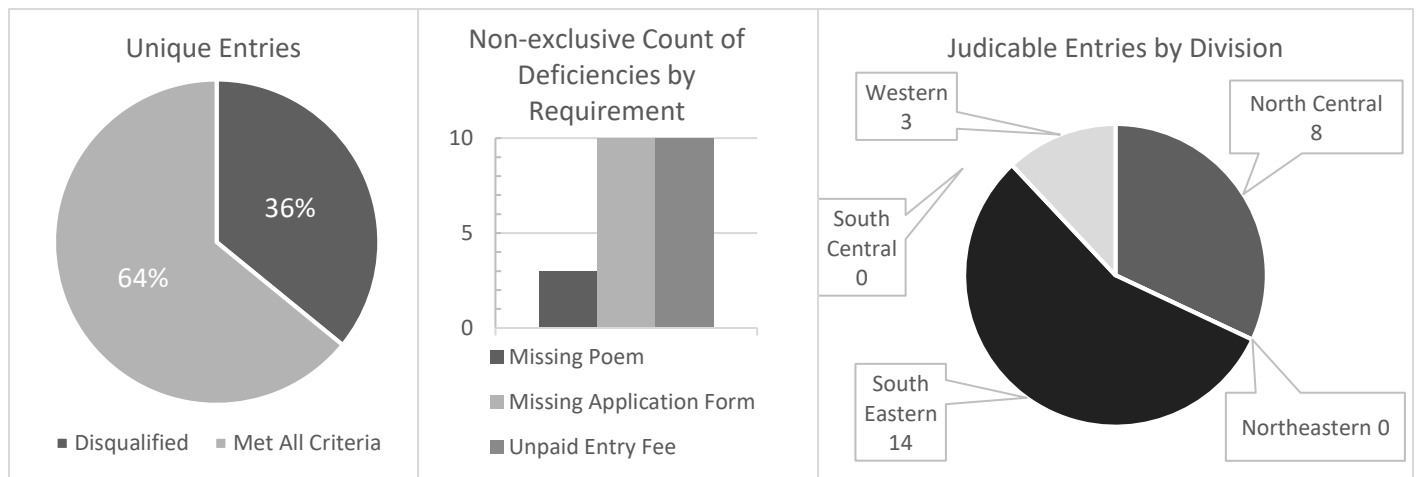 Unique Entries
36%
64%
Disqualified
Met All Criteria
Non-exclusive Count of
Deficiencies by
Requirement
10
5
0
Missing Poem
Missing Application Form
Unpaid Entry Fee
Judicable Entries by Division
Western
3
North Central
8
South
Central
0
South
Eastern
14
Northeastern 0